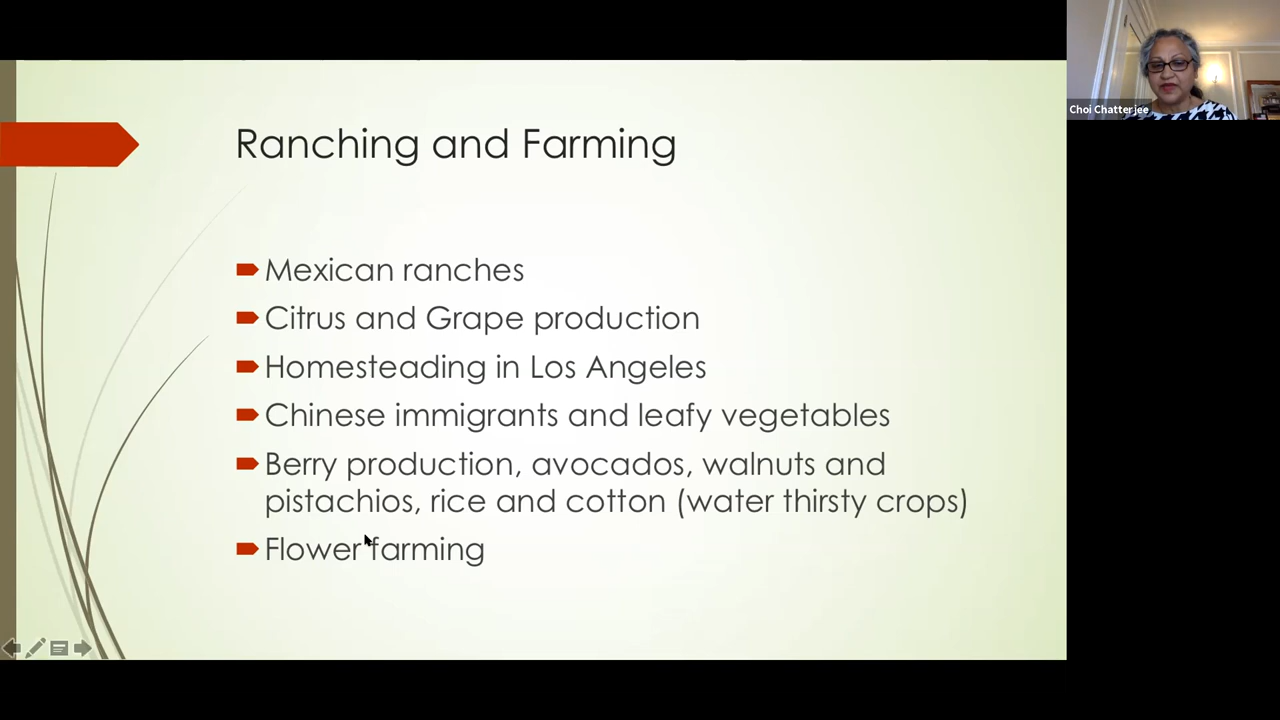 Ranching and Farming
Mexican ranches
Citrus and Grape production
Homesteading in Los Angeles
Chinese immigrants and leafy vegetables
Berry production, avocados, walnuts and
pistachios, rice and cotton (water thirsty crops)
Flower farming
Choi Chatterjee